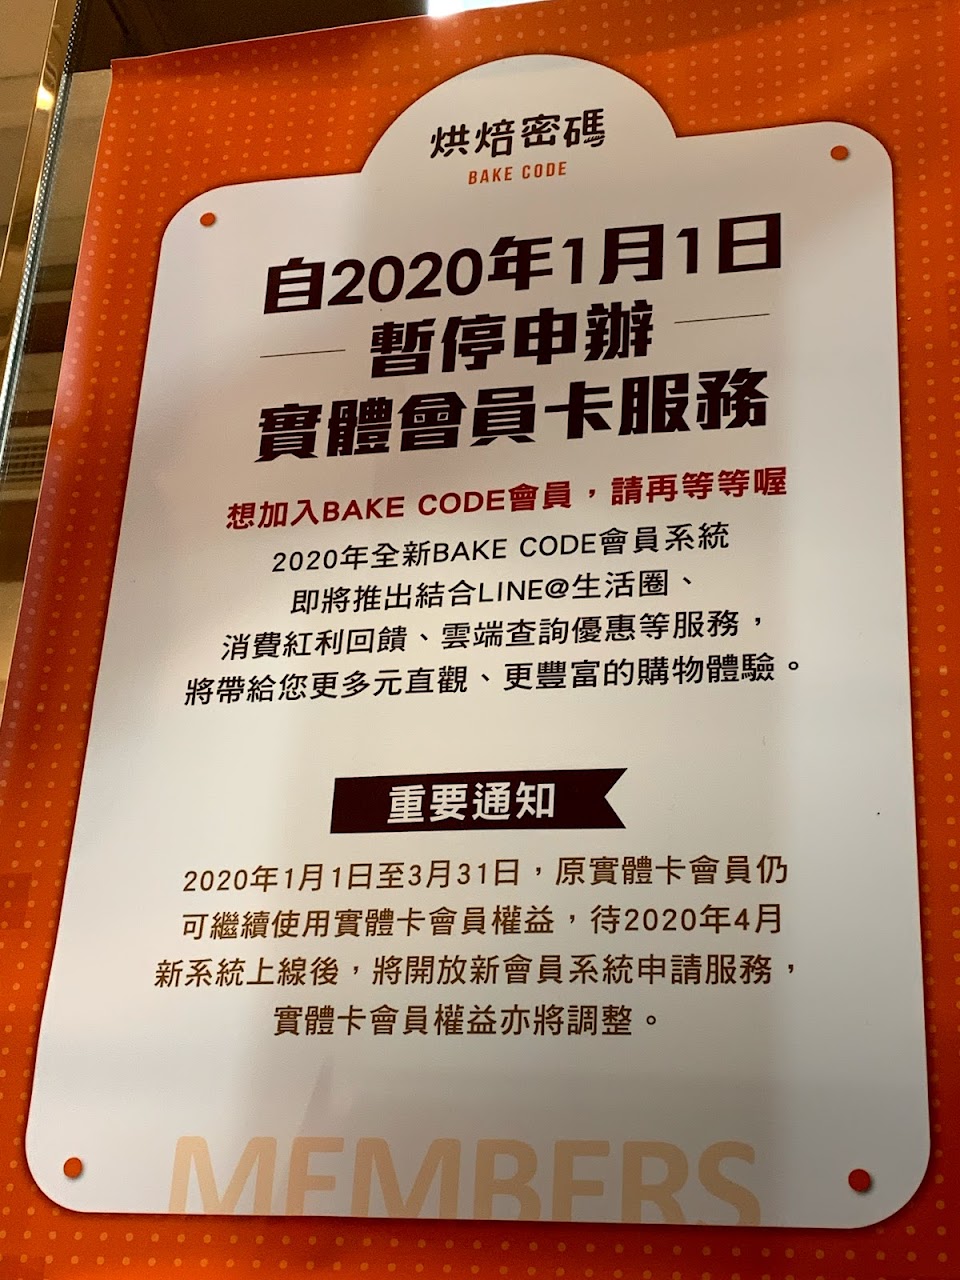 烘焙密碼
BAKE CODE
自2020年1月1日
暫停申辦
實體會員卡服務
想加入BAKE CODE會員，請再等等喔
2020年全新BAKE CODE會員系統
即將推出結合LINE@生活圈、
消費紅利回饋、雲端查詢優惠等服務，
將帶給您更多元直觀、更豐富的購物體驗。
重要通知
2020年1月1日至3月31日，原實體卡會員仍
可繼續使用實體卡會員權益，待2020年4月
新系統上線後，將開放新會員系統申請服務，
實體卡會員權益亦將調整。
MEMBERS